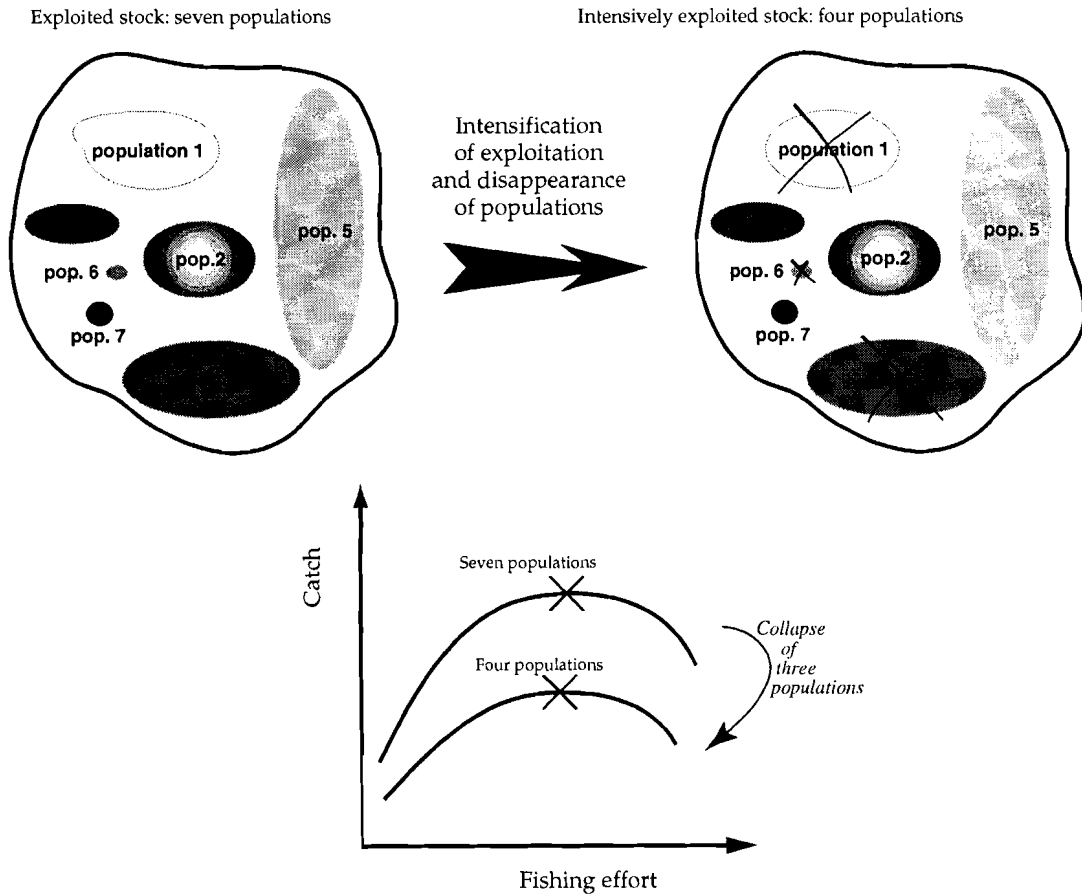 Exploited stock: seven populations
Intensively exploited stock: four populations
population 1
pop. 5
pop.2
pop. 6
pop. 7
Intensification
of exploitation
and disappearance
of populations
population 1
pop. 5
pop.2
pop. 6
pop. 7
Catch
Seven populations
Four populations
Collapse
of
three
populations
Fishing effort